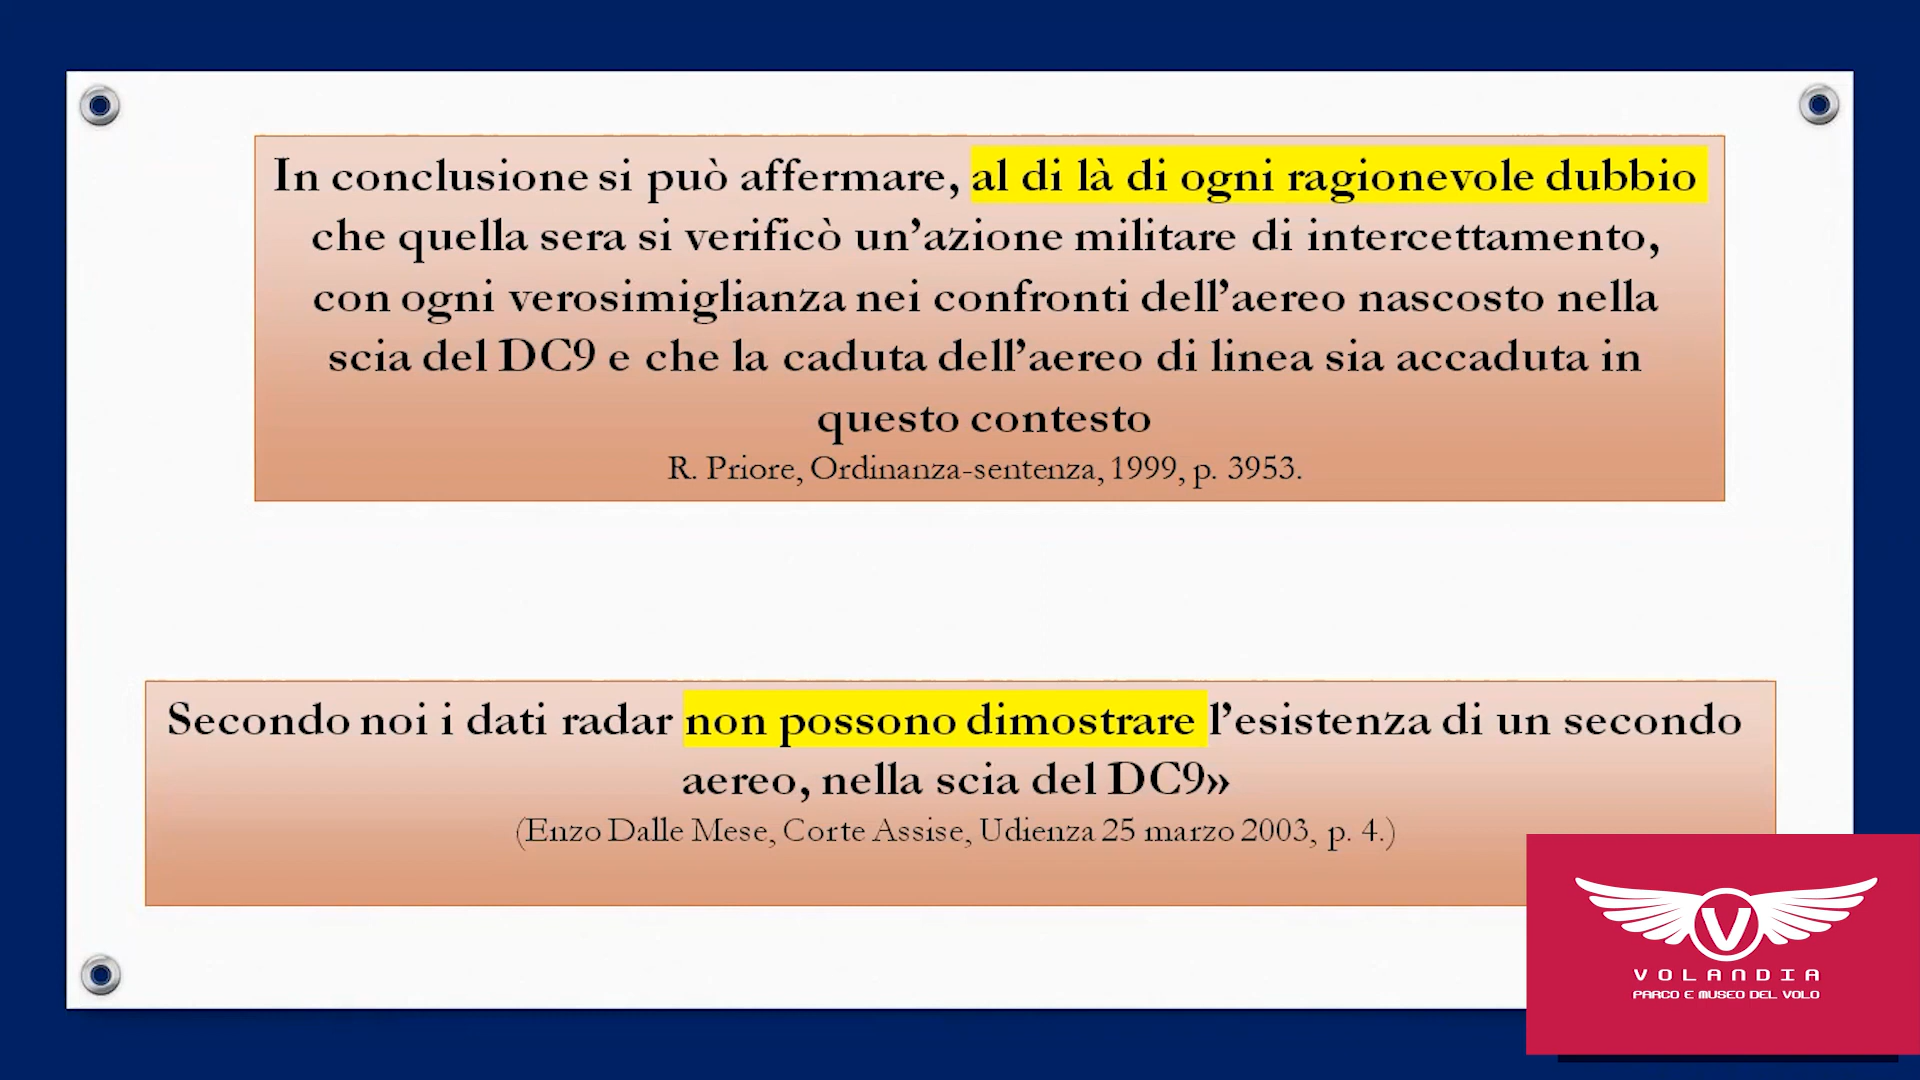 In conclusione si può affermare, al di là di ogni ragionevole dubbio
che quella sera si verificò un’azione militare di intercettamento,
con ogni verosimiglianza nei confronti dell’aereo nascosto nella
scia del DC9 e che la caduta dell’aereo di linea sia accaduta in
questo contesto
R. Priore, Ordinanza-sentenza, 1999, p. 3953.
Secondo noi i dati radar non possono dimostrare l’esistenza di un secondo
aereo, nella scia del DC9»
(Enzo Dalle Mese, Corte Assise, Udienza 25 marzo 2003, p. 4.)
V
VOLANDIA
PARCO E MUSEO DEL VOLO